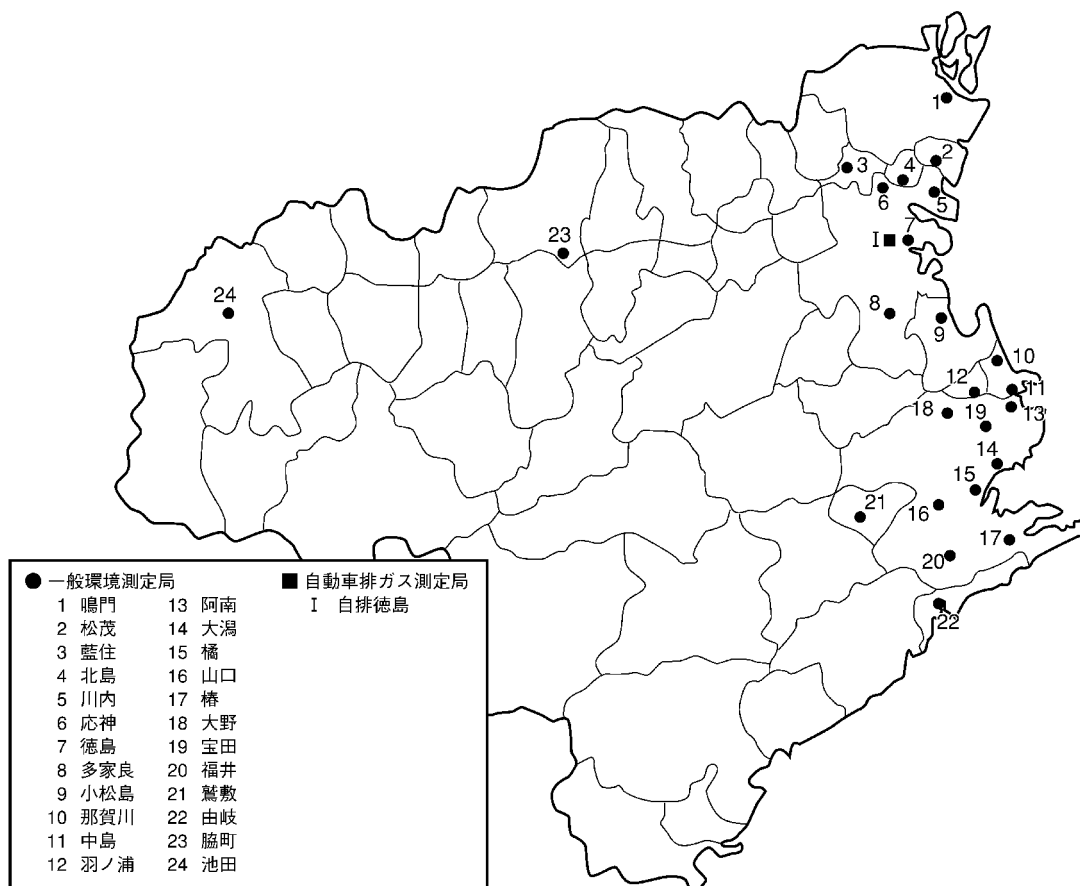 1
2
3
4
5
6
7
I
23
24
8
9
10
11
12
13
18
19
14
15
16
21
17
20
22
● 一般環境測定局 ■ 自動車排ガス測定局
1 鳴門 13 阿南 I 自排徳島
2 松茂 14 大潟
3 藍住 15 橘
4 北島 16 山口
5 川内 17 椿
6 応神 18 大野
7 徳島 19 宝田
8 多家良 20 福井
9 小松島 21 鷲敷
10 那賀川 22 由岐
11 中島 23 脇町
12 羽ノ浦 24 池田